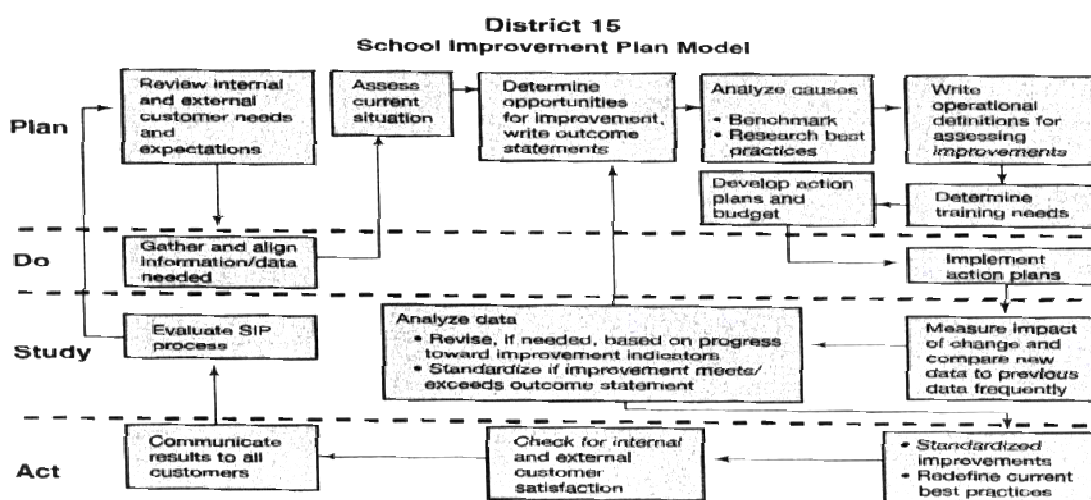 District 15
School Improvement Plan Model
Plan
Review internal
and external
customer needs
and
expectations
Assess
current
situation
Determine
opportunities
for improvement,
write outcome
statements
Analyze causes
• Benchmark
• Research best
practices
Write
operational
definitions for
assessing
improvements
Develop action
plans and
budget
Determine
training needs
Do
Gather and align
information/data
needed
Implement
action plans
Study
Evaluate SIP
process
Analyze data
• Revise, if needed, based on progress
toward improvement indicators
• Standardize if improvement meets/
exceeds outcome statement
Measure impact
of change and
compare new
data to previous
data frequently
Act
Communicate
results to all
customers
Check for internal
and external
customer
satisfaction
• Standardized
improvements
• Redefine current
best practices